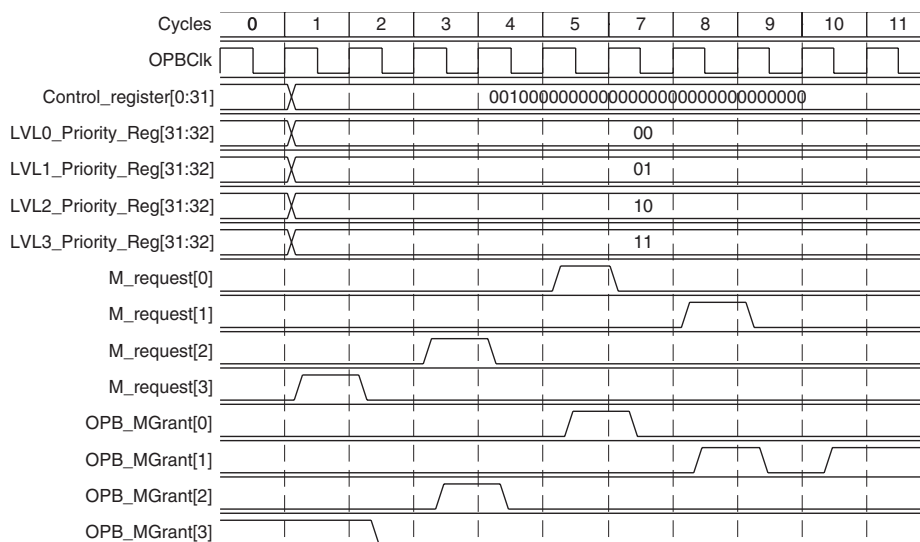 Cycles 0 1 2 3 4 5 7 8 9 10 11
OPBClk
Control_register[0:31] 00100000000000000000000000000000
LVL0_Priority_Reg[31:32] 00
LVL1_Priority_Reg[31:32] 01
LVL2_Priority_Reg[31:32] 10
LVL3_Priority_Reg[31:32] 11
M_request[0]
M_request[1]
M_request[2]
M_request[3]
OPB_MGrant[0]
OPB_MGrant[1]
OPB_MGrant[2]
OPB_MGrant[3]